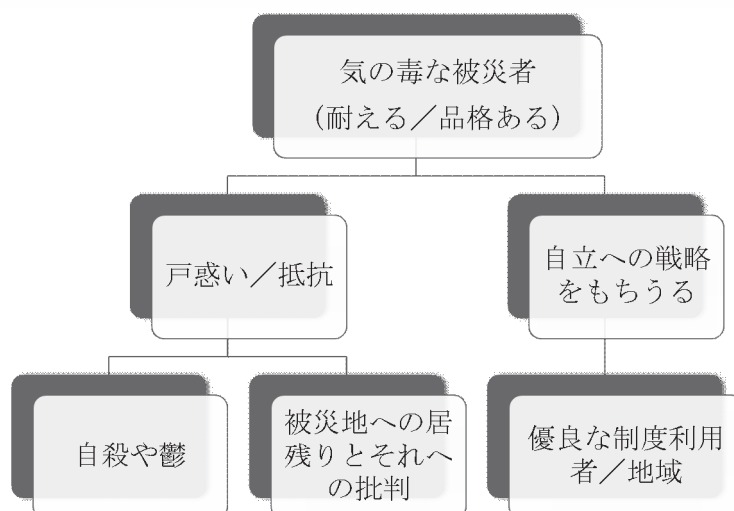 気の毒な被災者
（耐える／品格ある）
戸惑い／抵抗
自立への戦略
をもちうる
自殺や鬱
被災地への居
残りとそれへ
の批判
優良な制度利用
者／地域